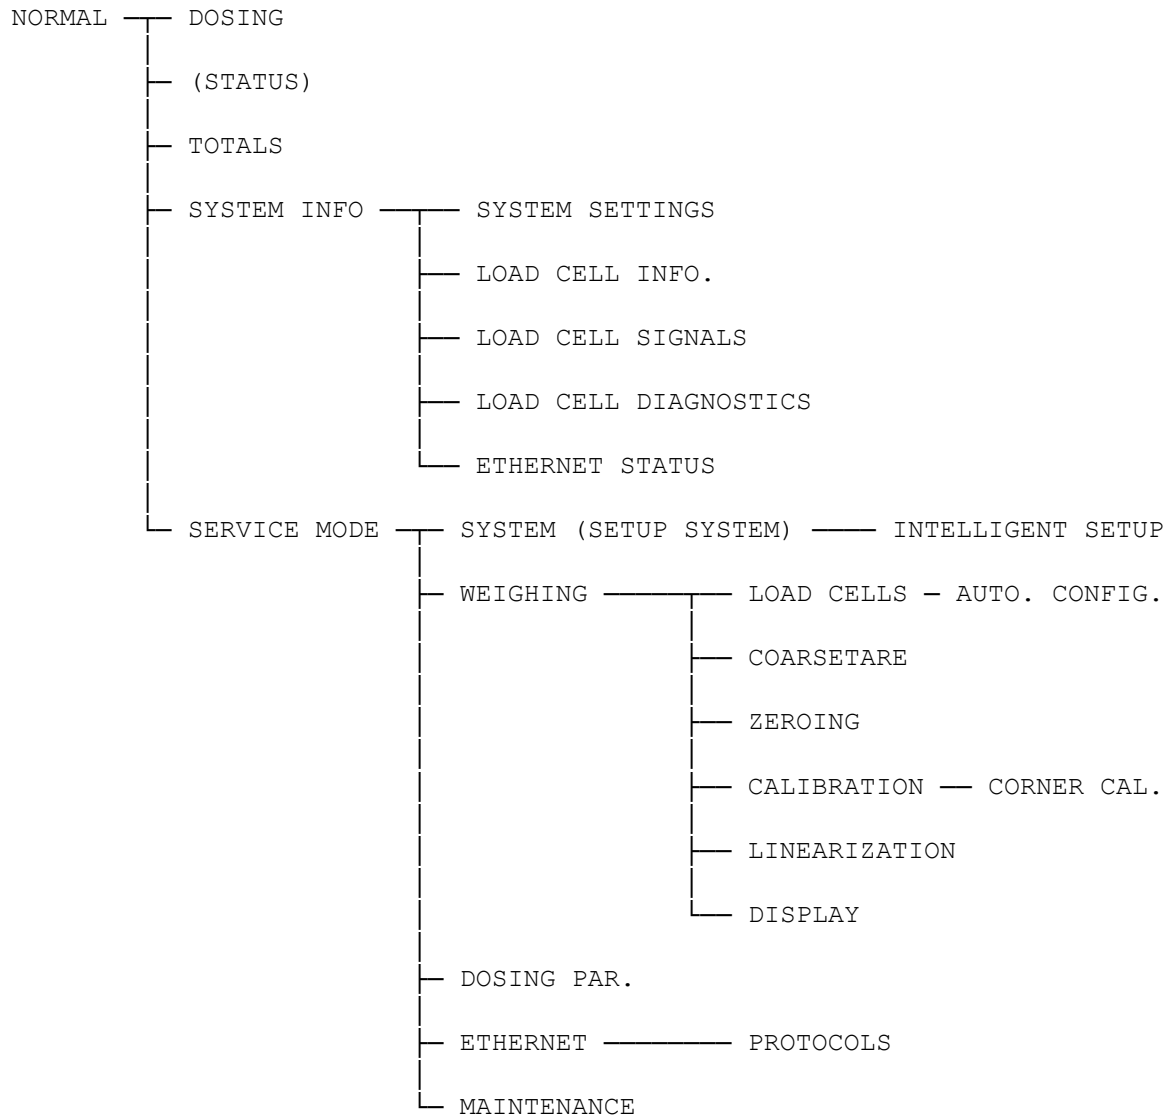 NORMAL DOSING
(STATUS)
TOTALS
SYSTEM INFO SYSTEM SETTINGS
LOAD CELL INFO.
LOAD CELL SIGNALS
LOAD CELL DIAGNOSTICS
ETHERNET STATUS
SERVICE MODE SYSTEM (SETUP SYSTEM) INTELLIGENT SETUP
WEIGHING LOAD CELLS AUTO. CONFIG.
COARSETARE
ZEROING
CALIBRATION CORNER CAL.
LINEARIZATION
DISPLAY
DOSING PAR.
ETHERNET PROTOCOLS
MAINTENANCE